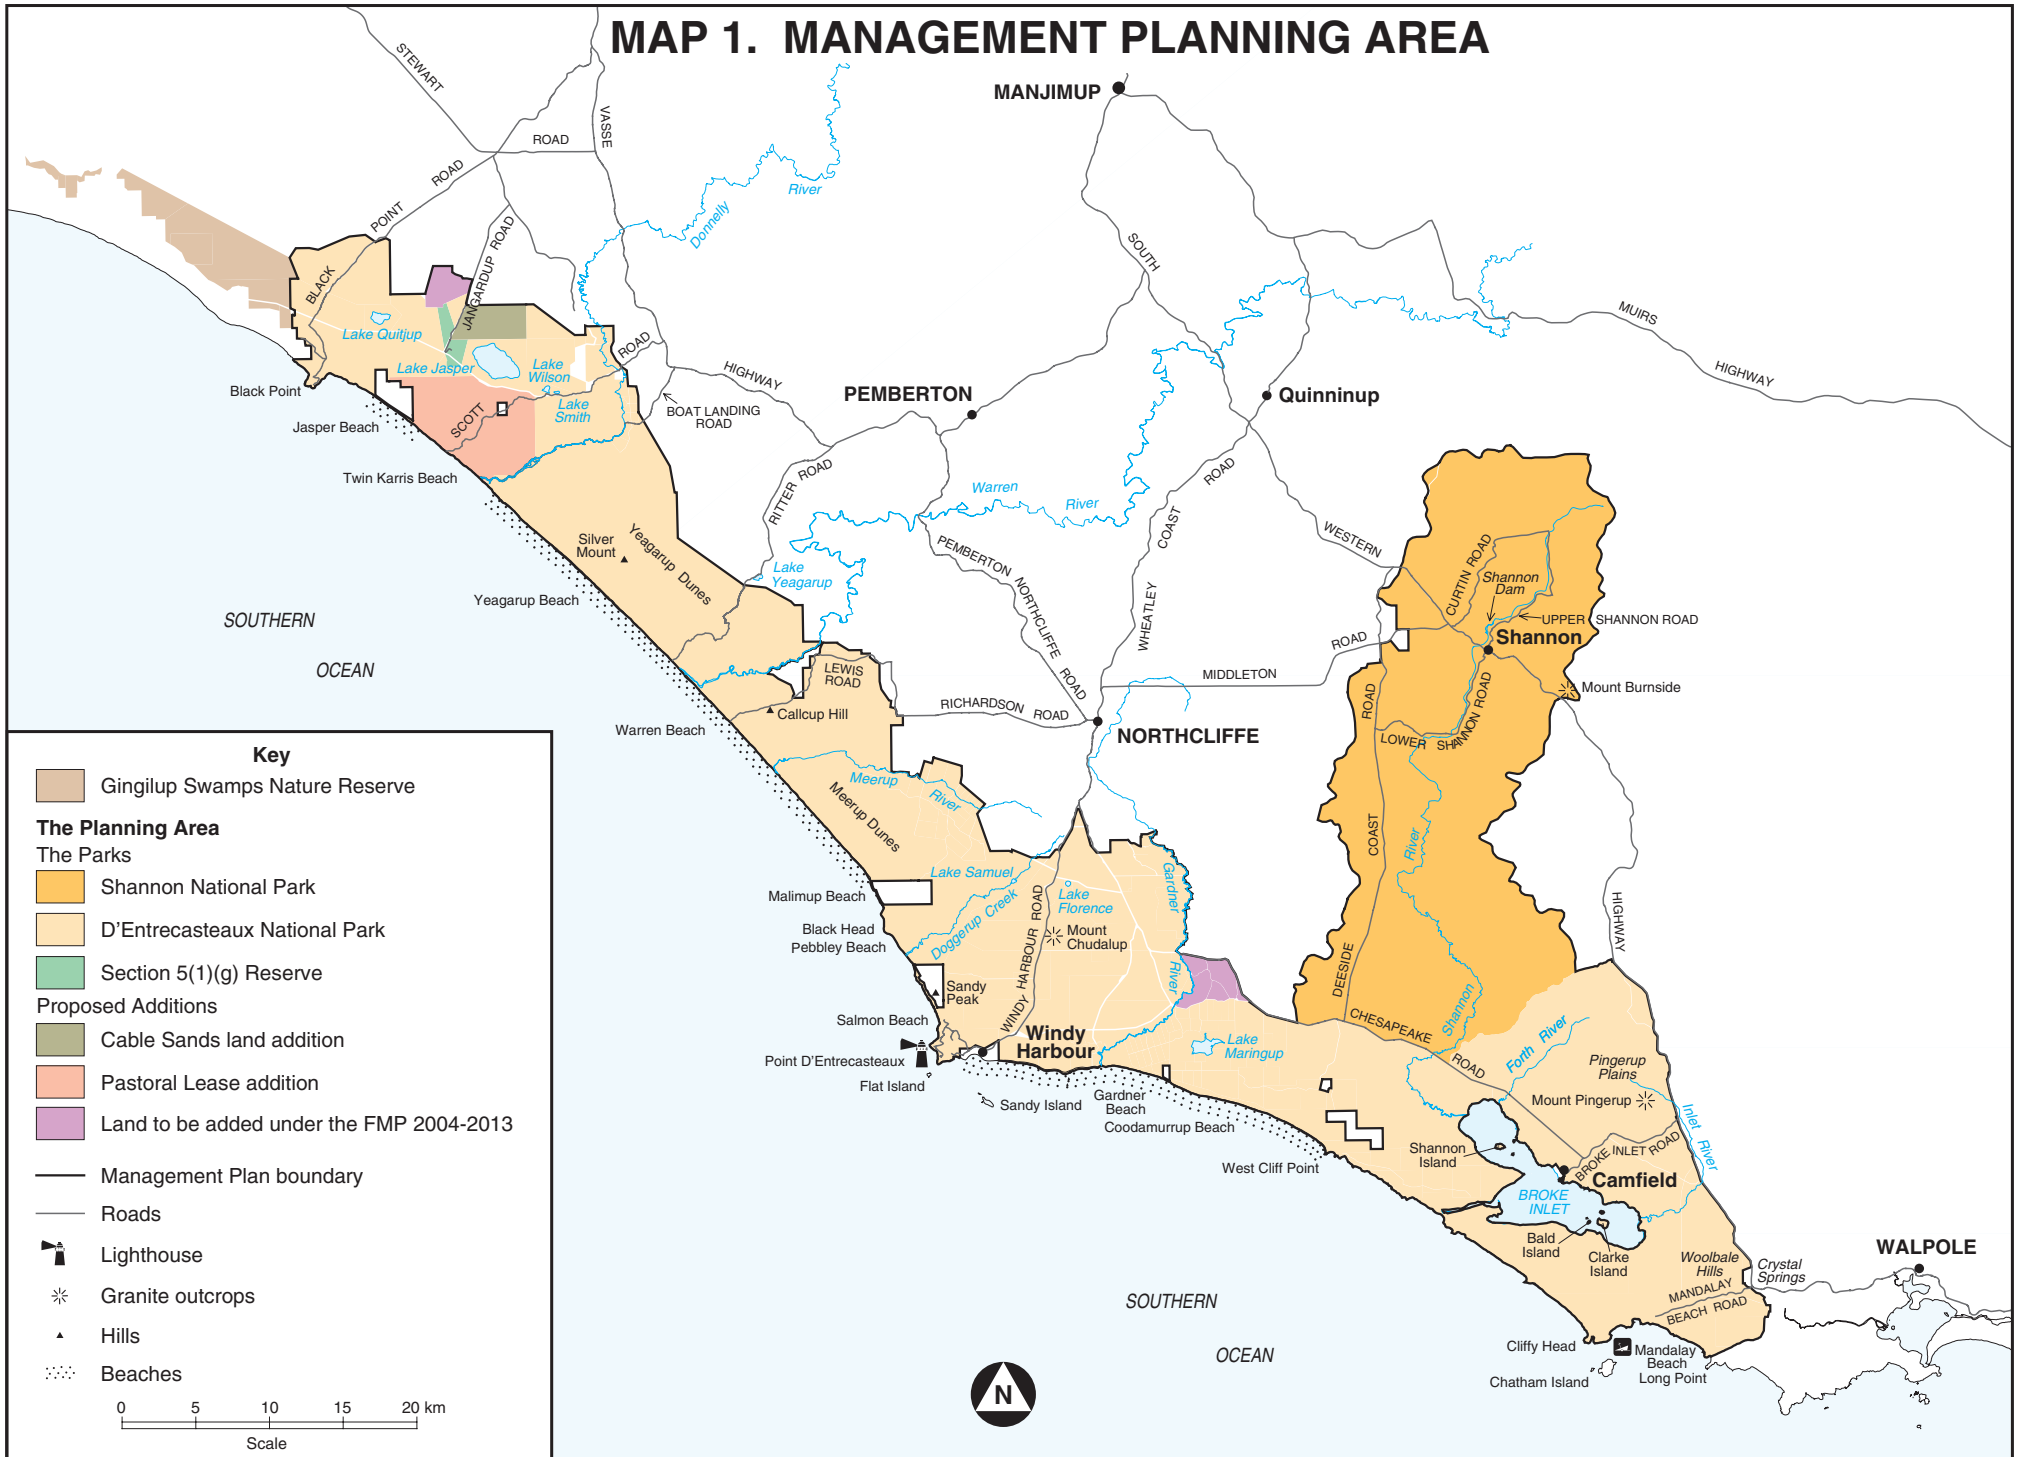 MAP 1. MANAGEMENT PLANNING AREA
MANJIMUP
STEWART
ROAD
VASSE
River
Donnelly
ROAD
POINT
BLACK
JANGARDUP ROAD
SOUTH
MUIRS
HIGHWAY
Lake Quitjup
Lake Jasper
Lake
Wilson
Lake
Smith
ROAD
HIGHWAY
BOAT LANDING
ROAD
SCOTT
Black Point
Jasper Beach
Twin Karris Beach
PEMBERTON
Quinninup
RITTER ROAD
Warren
River
ROAD
COAST
WHEATLEY
WESTERN
PEMBERTON NORTHCLIFFE ROAD
Silver
Mount
Yeagarup Dunes
Lake
Yeagarup
Yeagarup Beach
CURTIN ROAD
Shannon
Dam
UPPER SHANNON ROAD
Shannon
SOUTHERN
OCEAN
LEWIS
ROAD
Callcup Hill
RICHARDSON ROAD
MIDDLETON
ROAD
Mount Burnside
ROAD
LOWER SHANNON ROAD
Warren Beach
NORTHCLIFFE
Meerup
River
Meerup Dunes
COAST
River
Lake Samuel
Doggerup Creek
Lake
Florence
Gardner
River
Malimup Beach
Black Head
Pebbley Beach
Mount
Chudalup
WINDY HARBOUR ROAD
HIGHWAY
DEESIDE
Sandy
Peak
Salmon Beach
Windy
Harbour
Point D'Entrecasteaux
Flat Island
Sandy Island
Gardner
Beach
Coodamurrup Beach
Lake
Maringup
CHESAPEAKE
ROAD
Shannon
Forth River
Pingerup
Plains
Mount Pingerup
Inlet River
West Cliff Point
Shannon
Island
BROKE INLET ROAD
Camfield
BROKE
INLET
Bald
Island
Clarke
Island
Woolbale
Hills
Crystal
Springs
WALPOLE
MANDALAY
BEACH ROAD
SOUTHERN
OCEAN
Cliffy Head
Mandalay
Beach
Long Point
Chatham Island
N
Key
Gingilup Swamps Nature Reserve
The Planning Area
The Parks
Shannon National Park
D'Entrecasteaux National Park
Section 5(1)(g) Reserve
Proposed Additions
Cable Sands land addition
Pastoral Lease addition
Land to be added under the FMP 2004-2013
Management Plan boundary
Roads
Lighthouse
Granite outcrops
Hills
Beaches
0 5 10 15 20 km
Scale